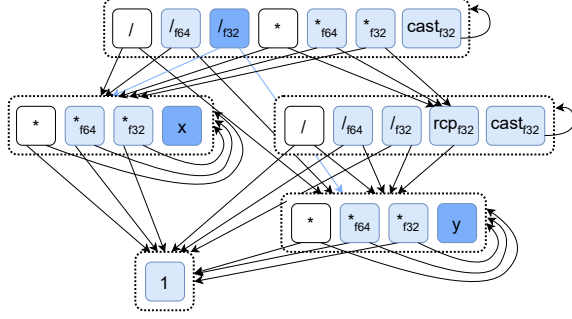 / /f64 /f32 * *f64 *f32 castf32
* *f64 *f32 x
/ /f64 /f32 rcpf32 castf32
* *f64 *f32 y
1